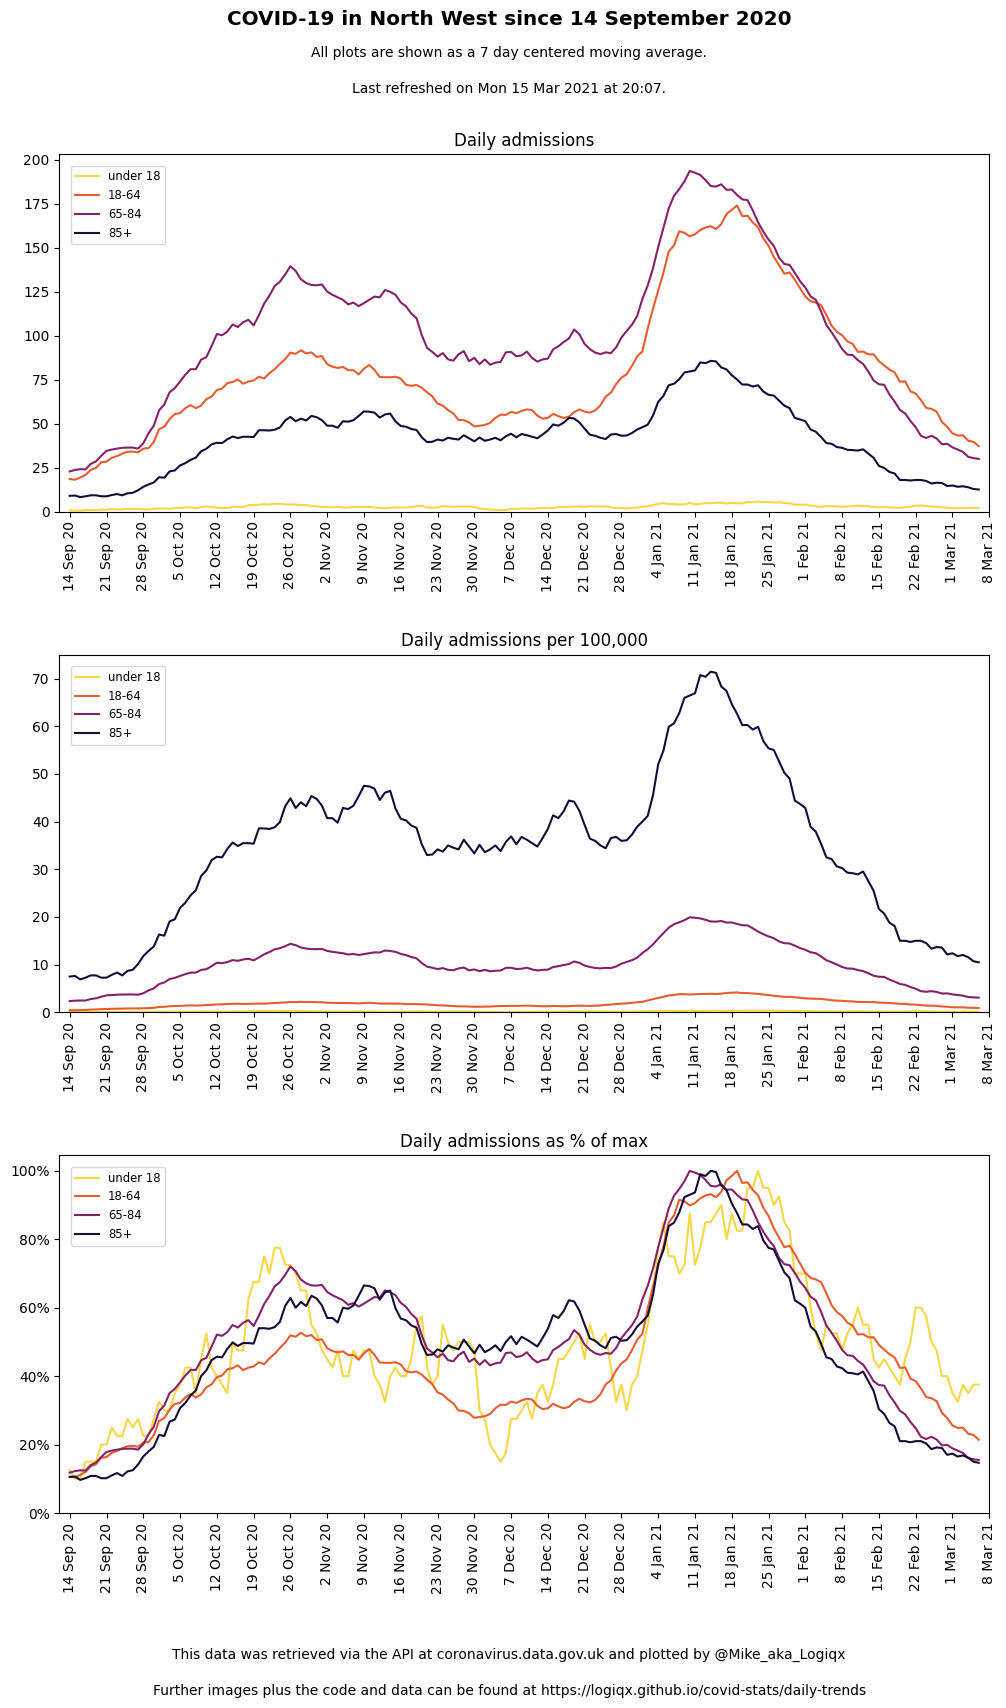 COVID-19 in North West since 14 September 2020
All plots are shown as a 7 day centered moving average.
Last refreshed on Mon 15 Mar 2021 at 20:07.
Daily admissions
200
175
150
125
100
75
50
25
0
under 18
18-64
65-84
85+
14 Sep 20
21 Sep 20
28 Sep 20
5 Oct 20
12 Oct 20
19 Oct 20
26 Oct 20
2 Nov 20
9 Nov 20
16 Nov 20
23 Nov 20
30 Nov 20
7 Dec 20
14 Dec 20
21 Dec 20
28 Dec 20
4 Jan 21
11 Jan 21
18 Jan 21
25 Jan 21
1 Feb 21
8 Feb 21
15 Feb 21
22 Feb 21
1 Mar 21
8 Mar 21
Daily admissions per 100,000
70
60
50
40
30
20
10
0
under 18
18-64
65-84
85+
14 Sep 20
21 Sep 20
28 Sep 20
5 Oct 20
12 Oct 20
19 Oct 20
26 Oct 20
2 Nov 20
9 Nov 20
16 Nov 20
23 Nov 20
30 Nov 20
7 Dec 20
14 Dec 20
21 Dec 20
28 Dec 20
4 Jan 21
11 Jan 21
18 Jan 21
25 Jan 21
1 Feb 21
8 Feb 21
15 Feb 21
22 Feb 21
1 Mar 21
8 Mar 21
Daily admissions as % of max
100%
80%
60%
40%
20%
0%
under 18
18-64
65-84
85+
14 Sep 20
21 Sep 20
28 Sep 20
5 Oct 20
12 Oct 20
19 Oct 20
26 Oct 20
2 Nov 20
9 Nov 20
16 Nov 20
23 Nov 20
30 Nov 20
7 Dec 20
14 Dec 20
21 Dec 20
28 Dec 20
4 Jan 21
11 Jan 21
18 Jan 21
25 Jan 21
1 Feb 21
8 Feb 21
15 Feb 21
22 Feb 21
1 Mar 21
8 Mar 21
This data was retrieved via the API at coronavirus.data.gov.uk and plotted by @Mike_aka_Logiqx
Further images plus the code and data can be found at https://logiqx.github.io/covid-stats/daily-trends